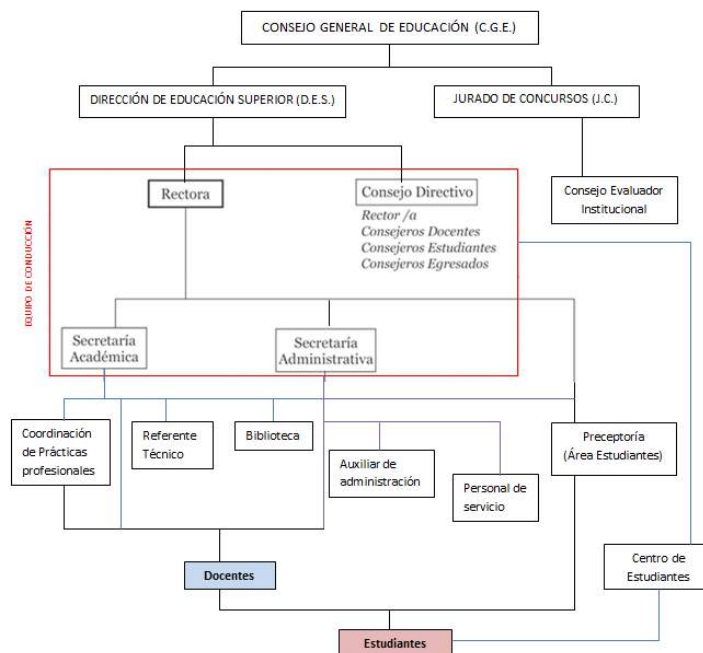 CONSEJO GENERAL DE EDUCACIÓN (C.G.E.)
DIRECCIÓN DE EDUCACIÓN SUPERIOR (D.E.S.)
JURADO DE CONCURSOS (J.C.)
EQUIPO DE CONDUCCIÓN
Rectora
Consejo Directivo
Rector /a
Consejeros Docentes
Consejeros Estudiantes
Consejeros Egresados
Consejo Evaluador
Institucional
Secretaría
Académica
Secretaría
Administrativa
Coordinación
de Prácticas
profesionales
Referente
Técnico
Biblioteca
Auxiliar de
administración
Personal de
servicio
Preceptoría
(Área Estudiantes)
Docentes
Centro de
Estudiantes
Estudiantes